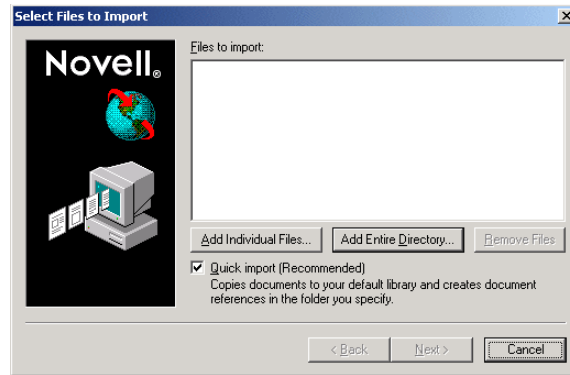 Select Files to Import
Novell®
Files to import:
Add Individual Files...
Add Entire Directory...
Remove Files
Quick import (Recommended)
Copies documents to your default library and creates document
references in the folder you specify.
< Back
Next >
Cancel